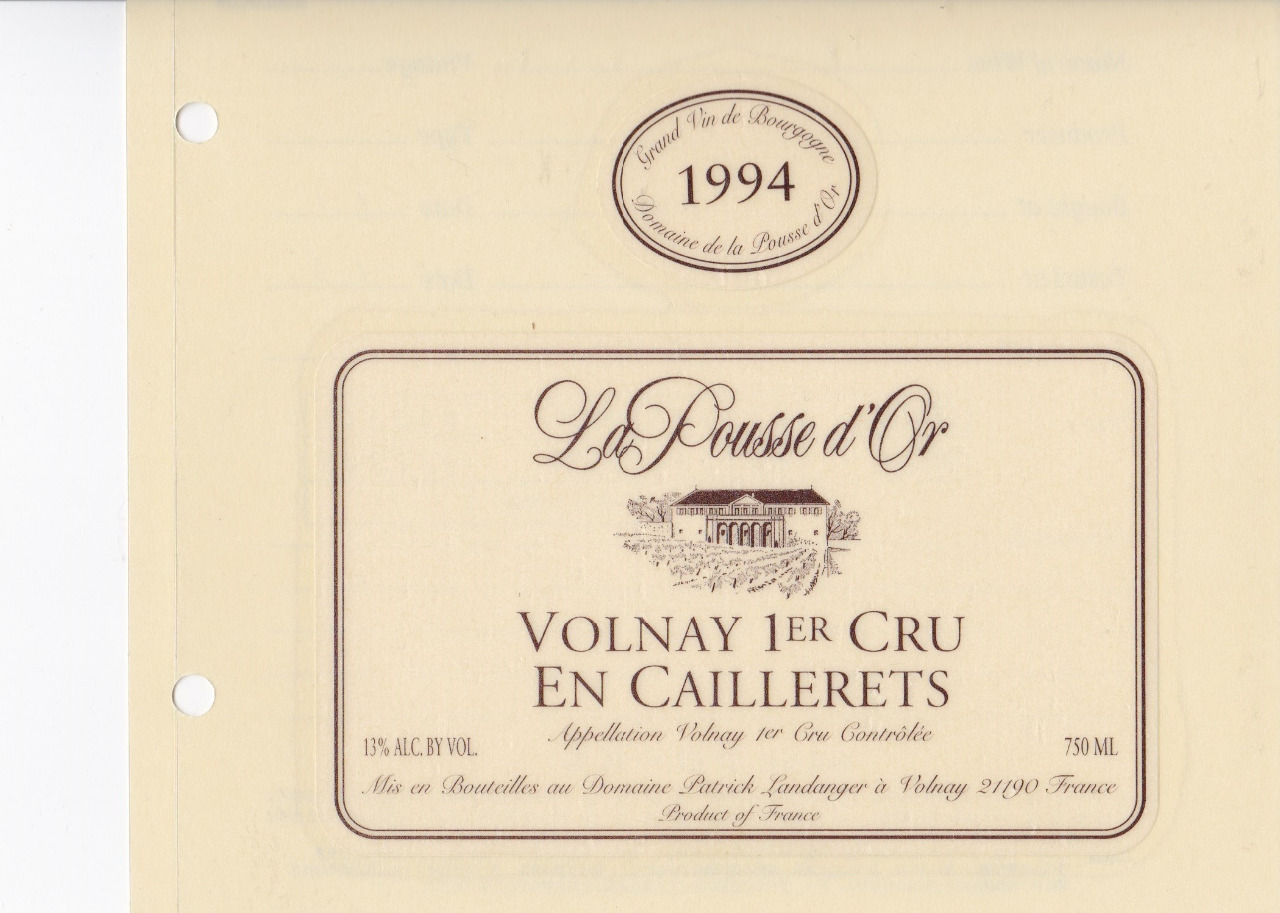 Grand Vin de Bourgogne
1994
Domaine de la Pousse d'Or
La Pousse d'Or
VOLNAY 1ER CRU
EN CAILLERETS
Appellation Volnay 1er Cru Contrôlée
13% ALC. BY VOL.
750 ML
Mis en Bouteilles au Domaine Patrick Landanger à Volnay 21190 France
Product of France